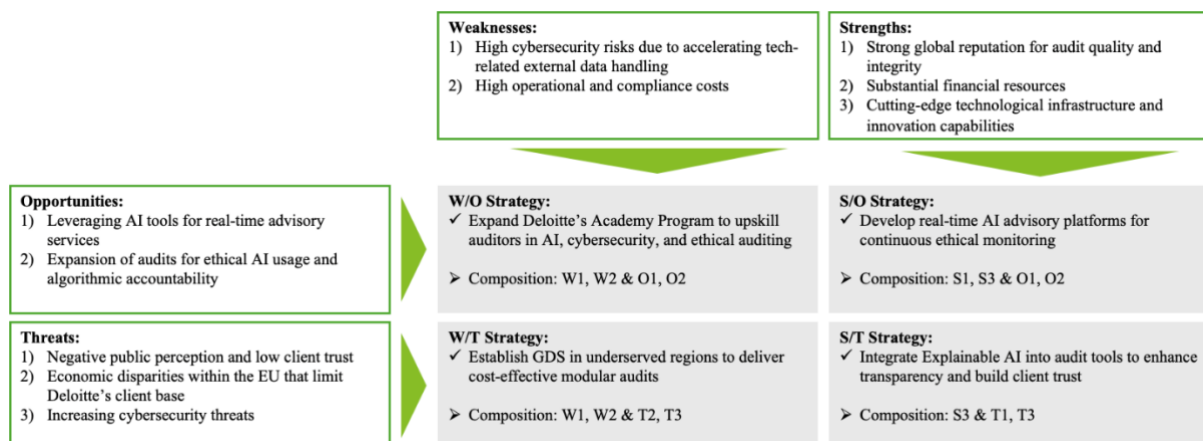 Weaknesses:
1) High cybersecurity risks due to accelerating tech-
related external data handling
2) High operational and compliance costs
Strengths:
1) Strong global reputation for audit quality and
integrity
2) Substantial financial resources
3) Cutting-edge technological infrastructure and
innovation capabilities
Opportunities:
1) Leveraging AI tools for real-time advisory
services
2) Expansion of audits for ethical AI usage and
algorithmic accountability
W/O Strategy:
✓ Expand Deloitte's Academy Program to upskill
auditors in AI, cybersecurity, and ethical auditing
➢ Composition: W1, W2 & O1, O2
S/O Strategy:
✓ Develop real-time AI advisory platforms for
continuous ethical monitoring
➢ Composition: S1, S3 & O1, O2
Threats:
1) Negative public perception and low client trust
2) Economic disparities within the EU that limit
Deloitte's client base
3) Increasing cybersecurity threats
W/T Strategy:
✓ Establish GDS in underserved regions to deliver
cost-effective modular audits
➢ Composition: W1, W2 & T2, T3
S/T Strategy:
✓ Integrate Explainable AI into audit tools to enhance
transparency and build client trust
➢ Composition: S3 & T1, T3